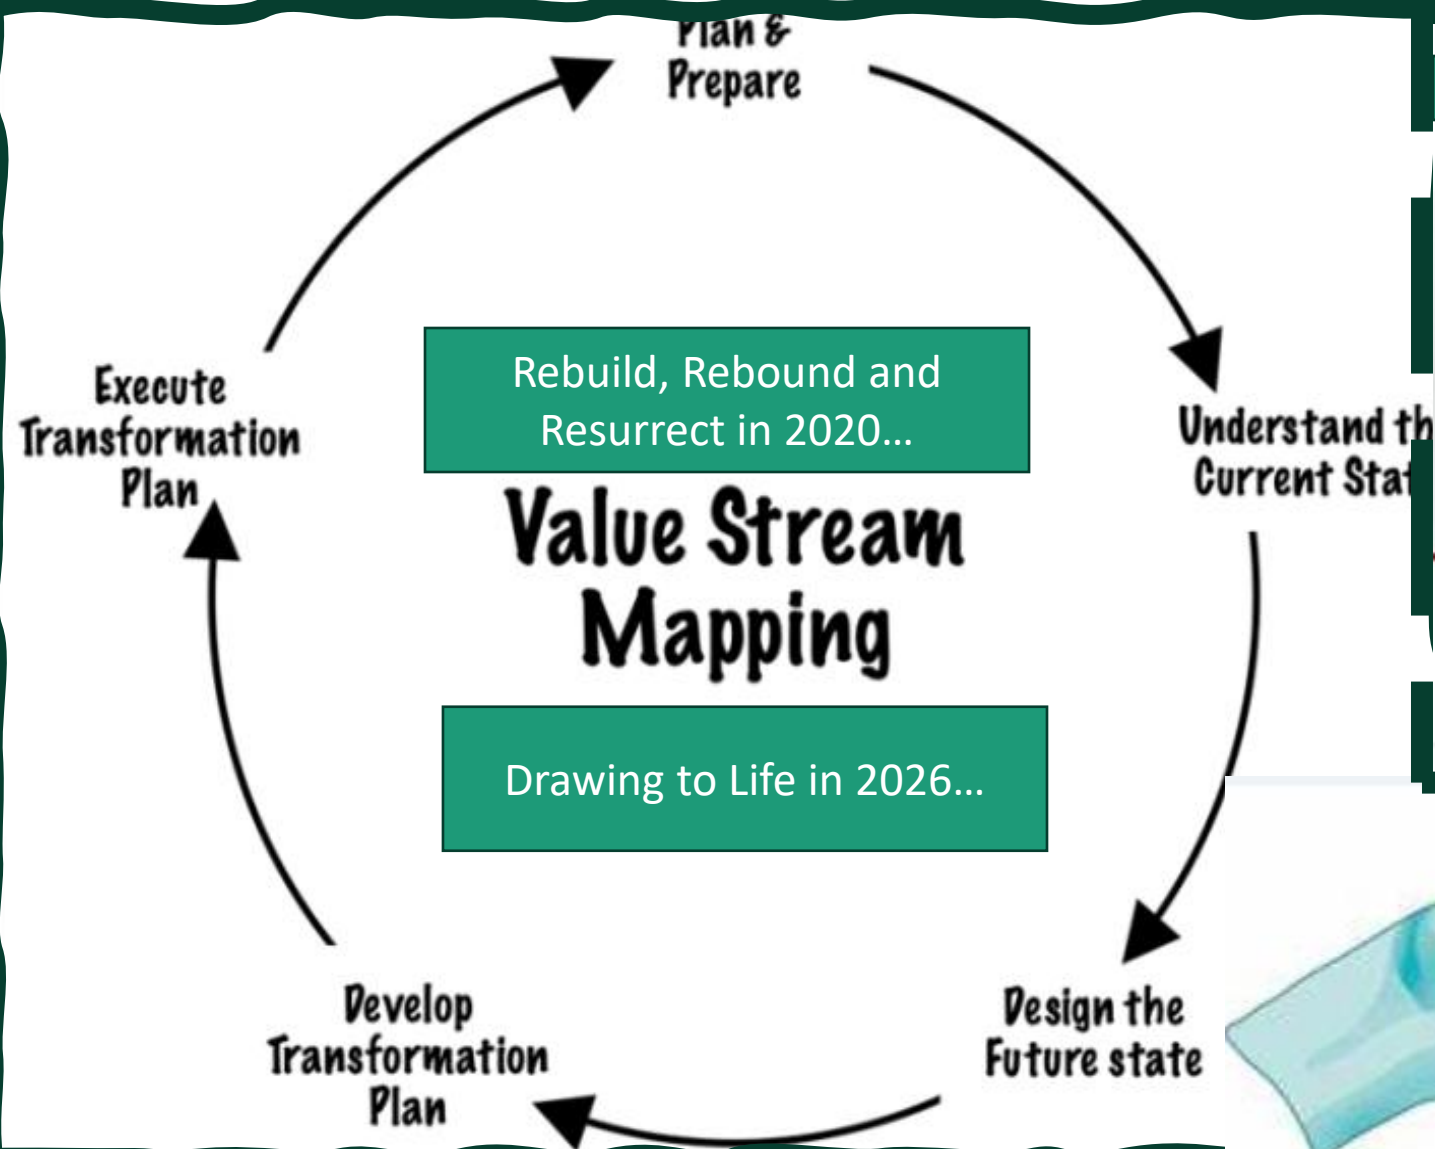 Plan &
Prepare
Execute
Transformation
Plan
Rebuild, Rebound and
Resurrect in 2020…
Understand th
Current Stat
Value Stream
Mapping
Drawing to Life in 2026…
Develop
Transformation
Plan
Design the
Future state